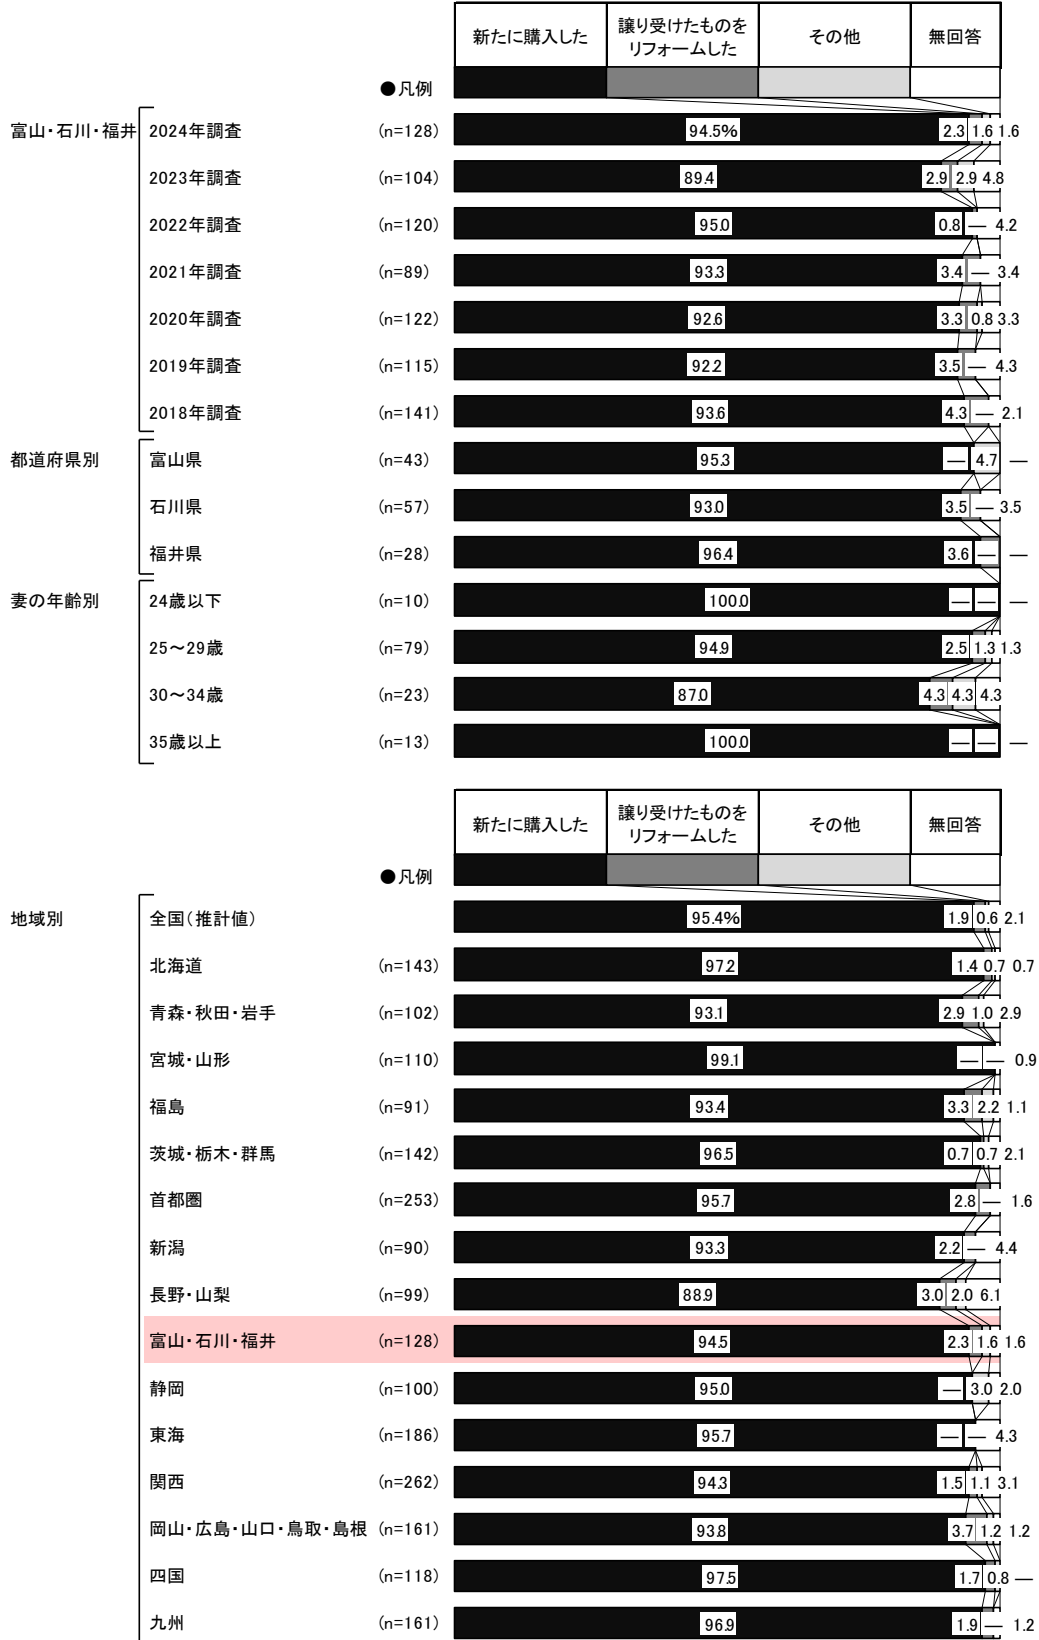 新たに購入した 譲り受けたものを リフォームした その他 無回答
●凡例
富山・石川・福井 2024年調査 (n=128) 94.5% 2.3 1.6 1.6
2023年調査 (n=104) 89.4 2.9 2.9 4.8
2022年調査 (n=120) 95.0 0.8 — 4.2
2021年調査 (n=89) 93.3 3.4 — 3.4
2020年調査 (n=122) 92.6 3.3 0.8 3.3
2019年調査 (n=115) 92.2 3.5 — 4.3
2018年調査 (n=141) 93.6 4.3 — 2.1
都道府県別 富山県 (n=43) 95.3 — 4.7 —
石川県 (n=57) 93.0 3.5 — 3.5
福井県 (n=28) 96.4 3.6 — —
妻の年齢別 24歳以下 (n=10) 100.0 — — —
25～29歳 (n=79) 94.9 2.5 1.3 1.3
30～34歳 (n=23) 87.0 4.3 4.3 4.3
35歳以上 (n=13) 100.0 — — —
新たに購入した 譲り受けたものを リフォームした その他 無回答
●凡例
地域別 全国(推計値) 95.4% 1.9 0.6 2.1
北海道 (n=143) 97.2 1.4 0.7 0.7
青森・秋田・岩手 (n=102) 93.1 2.9 1.0 2.9
宮城・山形 (n=110) 99.1 — — 0.9
福島 (n=91) 93.4 3.3 2.2 1.1
茨城・栃木・群馬 (n=142) 96.5 0.7 0.7 2.1
首都圏 (n=253) 95.7 2.8 — 1.6
新潟 (n=90) 93.3 2.2 — 4.4
長野・山梨 (n=99) 88.9 3.0 2.0 6.1
富山・石川・福井 (n=128) 94.5 2.3 1.6 1.6
静岡 (n=100) 95.0 — 3.0 2.0
東海 (n=186) 95.7 — — 4.3
関西 (n=262) 94.3 1.5 1.1 3.1
岡山・広島・山口・鳥取・島根 (n=161) 93.8 3.7 1.2 1.2
四国 (n=118) 97.5 1.7 0.8 —
九州 (n=161) 96.9 1.9 — 1.2